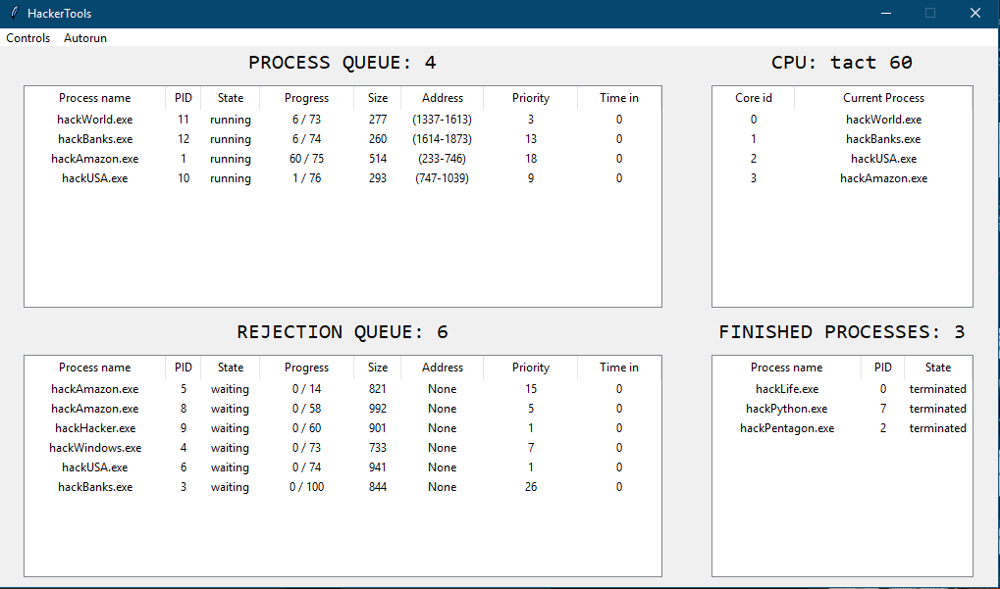 HackerTools
Controls Autorun
PROCESS QUEUE: 4
Process name PID State Progress Size Address Priority Time in
hackWorld.exe 11 running 6 / 73 277 (1337-1613) 3 0
hackBanks.exe 12 running 6 / 74 260 (1614-1873) 13 0
hackAmazon.exe 1 running 60 / 75 514 (233-746) 18 0
hackUSA.exe 10 running 1 / 76 293 (747-1039) 9 0
CPU: tact 60
Core id Current Process
0 hackWorld.exe
1 hackBanks.exe
2 hackUSA.exe
3 hackAmazon.exe
REJECTION QUEUE: 6
Process name PID State Progress Size Address Priority Time in
hackAmazon.exe 5 waiting 0 / 14 821 None 15 0
hackAmazon.exe 8 waiting 0 / 58 992 None 5 0
hackHacker.exe 9 waiting 0 / 60 901 None 1 0
hackWindows.exe 4 waiting 0 / 73 733 None 7 0
hackUSA.exe 6 waiting 0 / 74 941 None 1 0
hackBanks.exe 3 waiting 0 / 100 844 None 26 0
FINISHED PROCESSES: 3
Process name PID State
hackLife.exe 0 terminated
hackPython.exe 7 terminated
hackPentagon.exe 2 terminated